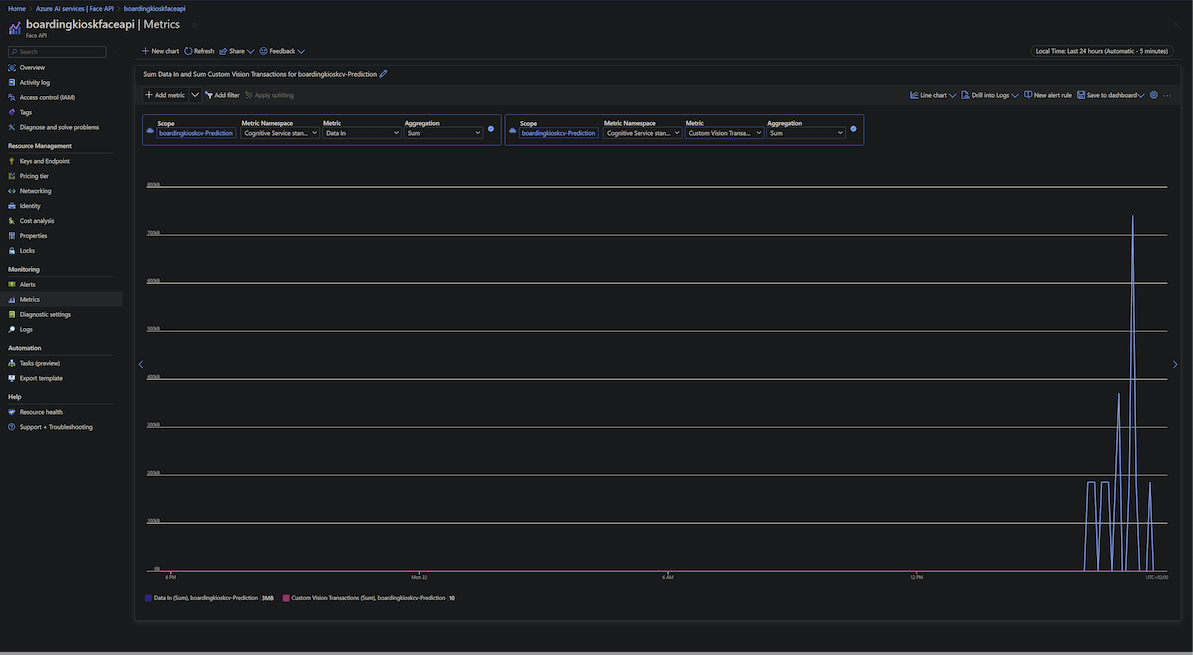 Home > Azure AI services | Face API > boardingkioskfaceapi
boardingkioskfaceapi | Metrics
Face API
Search
Overview
Activity log
Access control (IAM)
Tags
Diagnose and solve problems
Resource Management
Keys and Endpoint
Pricing tier
Networking
Identity
Cost analysis
Properties
Locks
Monitoring
Alerts
Metrics
Diagnostic settings
Logs
Automation
Tasks (preview)
Export template
Help
Resource health
Support + Troubleshooting
New chart Refresh Share Feedback
Local Time: Last 24 hours (Automatic - 5 minutes)
Sum Data In and Sum Custom Vision Transactions for boardingkioskcv-Prediction
Add metric Add filter Apply splitting
Line chart Drill into Logs New alert rule Save to dashboard ...
Scope Metric Namespace Metric Aggregation
boardingkioskcv-Prediction Cognitive Service stan... Data In Sum
Scope Metric Namespace Metric Aggregation
boardingkioskcv-Prediction Cognitive Service stan... Custom Vision Transa... Sum
800kB
700kB
600kB
500kB
400kB
300kB
200kB
100kB
0B
6 PM Mon 22 6 AM 12 PM UTC+02:00
Data In (Sum), boardingkioskcv-Prediction 3MB Custom Vision Transactions (Sum), boardingkioskcv-Prediction 10